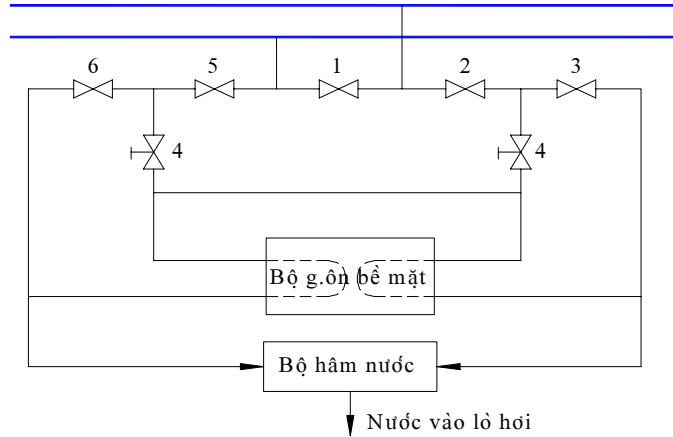 6 5 1 2 3
4 4
Bộ g.ôn bề mặt
Bộ hâm nước
Nước vào lò hơi